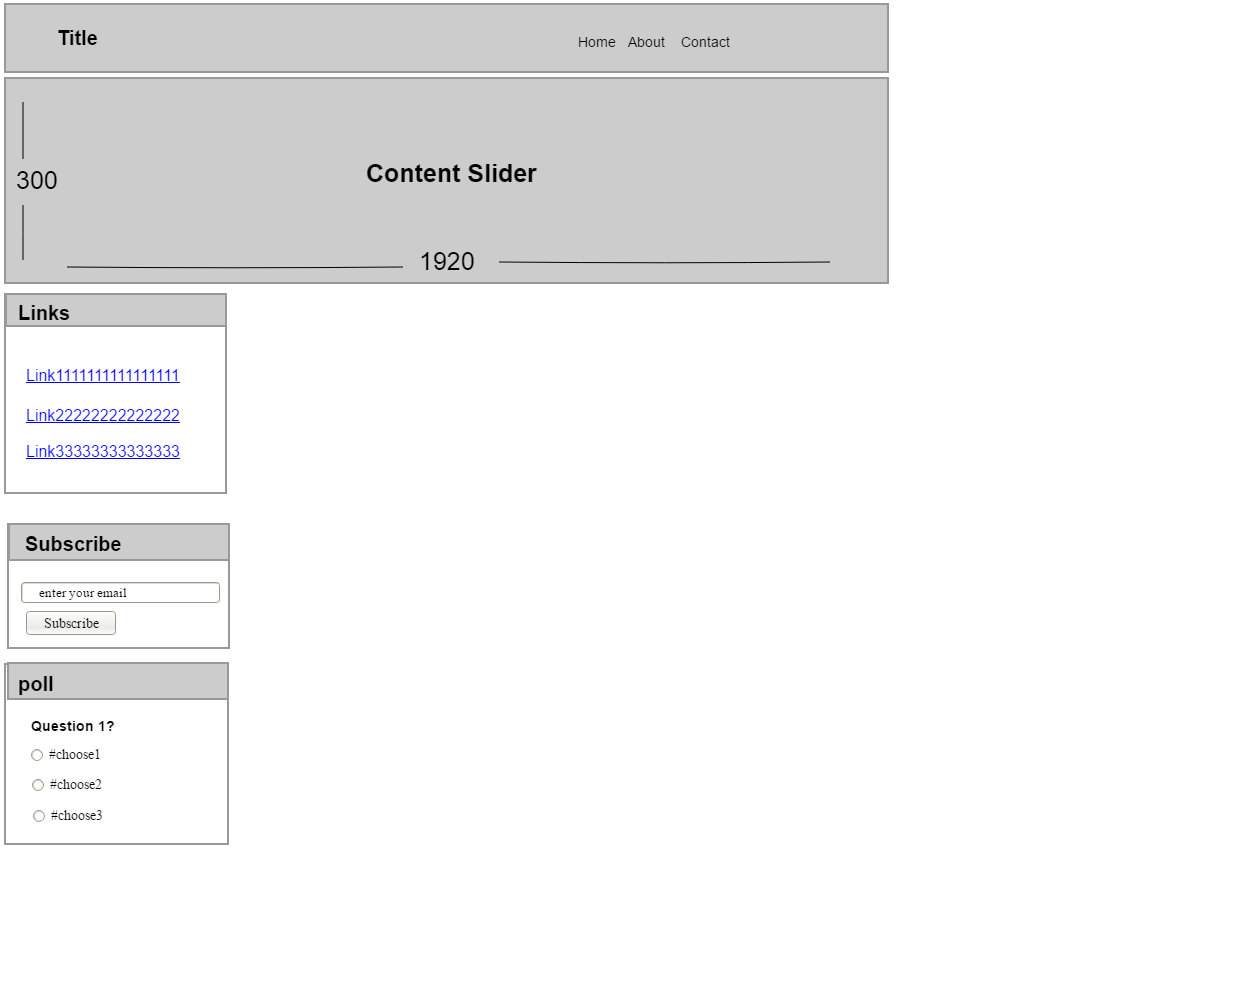 Title
Home About Contact
Content Slider
300
1920
Links
Link1111111111111111
Link22222222222222
Link33333333333333
Subscribe
enter your email
Subscribe
poll
Question 1?
#choose1
#choose2
#choose3